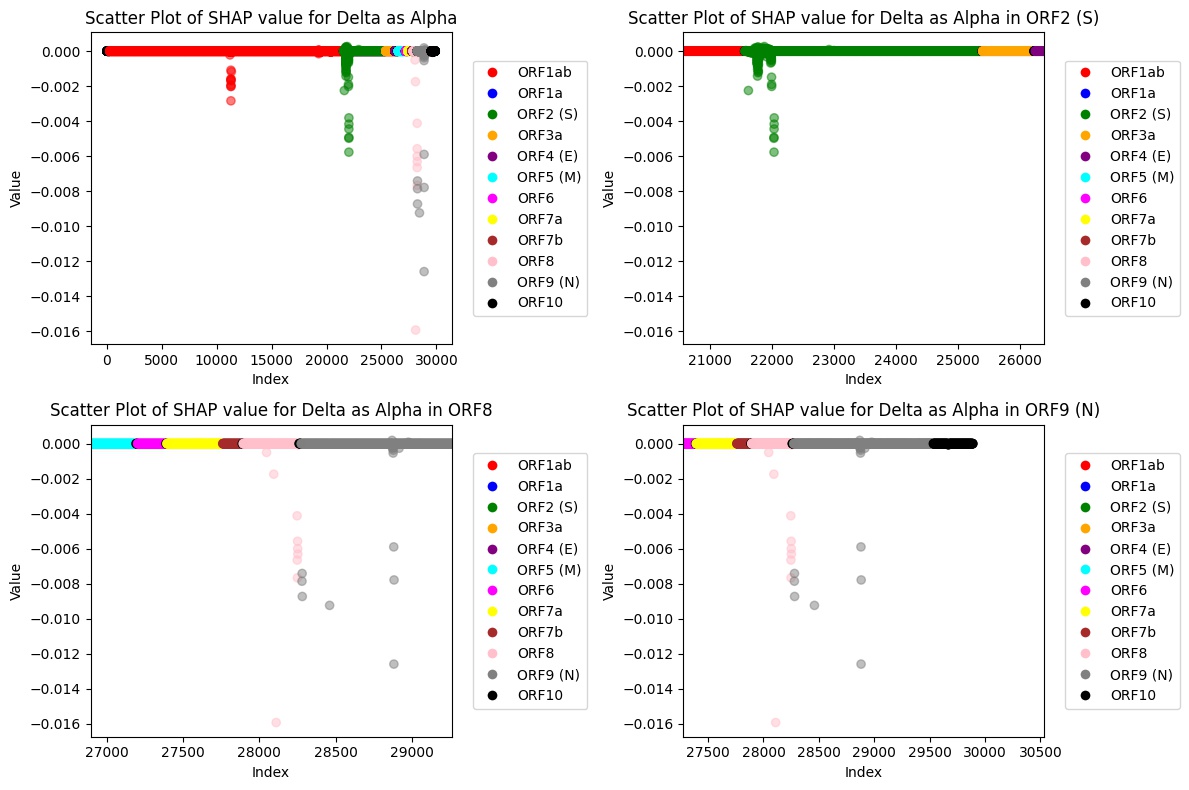 Scatter Plot of SHAP value for Delta as Alpha
0.000
−0.002
−0.004
−0.006
−0.008
−0.010
−0.012
−0.014
−0.016
Value
0 5000 10000 15000 20000 25000 30000
Index
ORF1ab
ORF1a
ORF2 (S)
ORF3a
ORF4 (E)
ORF5 (M)
ORF6
ORF7a
ORF7b
ORF8
ORF9 (N)
ORF10
Scatter Plot of SHAP value for Delta as Alpha in ORF2 (S)
0.000
−0.002
−0.004
−0.006
−0.008
−0.010
−0.012
−0.014
−0.016
Value
21000 22000 23000 24000 25000 26000
Index
ORF1ab
ORF1a
ORF2 (S)
ORF3a
ORF4 (E)
ORF5 (M)
ORF6
ORF7a
ORF7b
ORF8
ORF9 (N)
ORF10
Scatter Plot of SHAP value for Delta as Alpha in ORF8
0.000
−0.002
−0.004
−0.006
−0.008
−0.010
−0.012
−0.014
−0.016
Value
27000 27500 28000 28500 29000
Index
ORF1ab
ORF1a
ORF2 (S)
ORF3a
ORF4 (E)
ORF5 (M)
ORF6
ORF7a
ORF7b
ORF8
ORF9 (N)
ORF10
Scatter Plot of SHAP value for Delta as Alpha in ORF9 (N)
0.000
−0.002
−0.004
−0.006
−0.008
−0.010
−0.012
−0.014
−0.016
Value
27500 28000 28500 29000 29500 30000 30500
Index
ORF1ab
ORF1a
ORF2 (S)
ORF3a
ORF4 (E)
ORF5 (M)
ORF6
ORF7a
ORF7b
ORF8
ORF9 (N)
ORF10